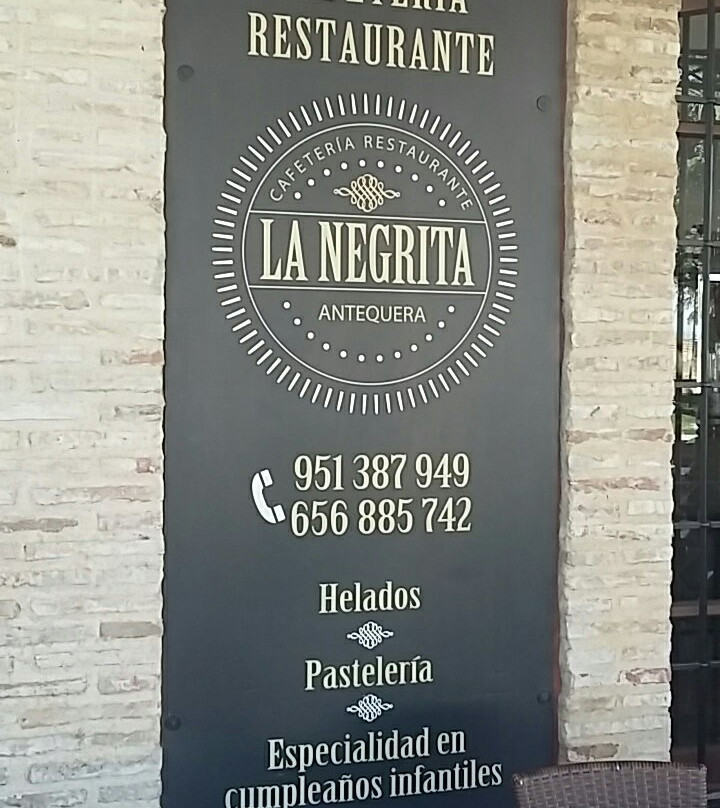 RESTAURANTE
CAFETERÍA RESTAURANTE
LA NEGRITA
ANTEQUERA
951 387 949
656 885 742
Helados
Pastelería
Especialidad en
cumpleaños infantiles